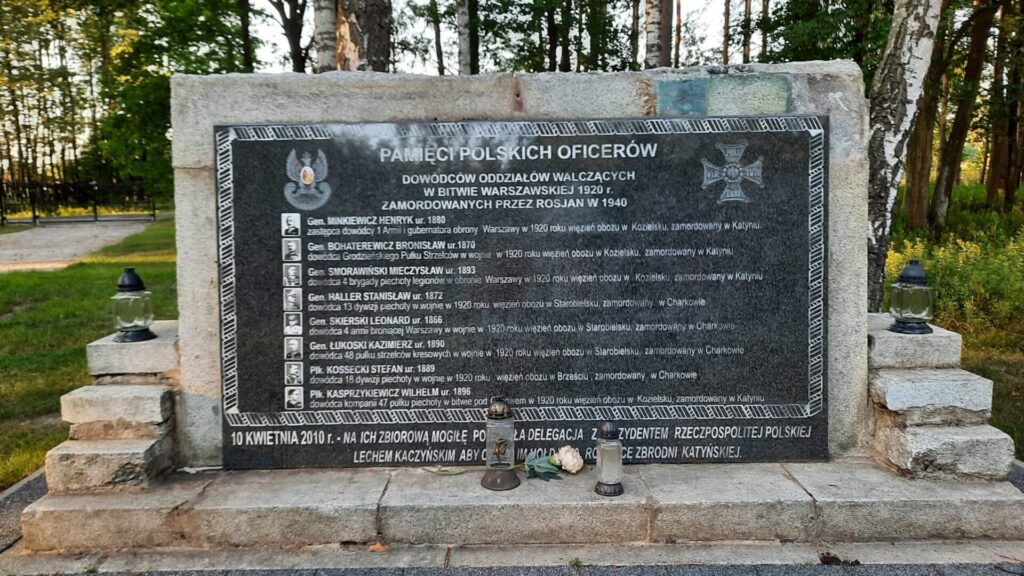 PAMIĘCI POLSKICH OFICERÓW
DOWÓDCÓW ODDZIAŁÓW WALCZĄCYCH
W BITWIE WARSZAWSKIEJ 1920 r.
ZAMORDOWANYCH PRZEZ ROSJAN W 1940
Gen. MINKIEWICZ HENRYK ur. 1880
zastępca dowódcy 1 Armii i gubernatora obrony Warszawy w 1920 roku więzień obozu w Kozielsku, zamordowany w Katyniu.
Gen. BOHATEREWICZ BRONISŁAW ur.1870
dowódca Grodzieńskiego Pułku Strzelców w wojnie w 1920 roku więzień obozu w Kozielsku, zamordowany w Katyniu
Gen. SMORAWIŃSKI MIECZYSŁAW ur. 1893
dowódca 4 brygady piechoty legionów w obronie Warszawy w 1920 roku więzień obozu w Kozielsku, zamordowany w Katyniu
Gen. HALLER STANISŁAW ur. 1872
dowódca 13 dywizji piechoty w wojnie w 1920 roku więzień obozu w Starobielsku, zamordowany w Charkowie
Gen. SKIERSKI LEONARD ur. 1866
dowódca 4 armii broniącej Warszawy w wojnie w 1920 roku więzień obozu w Starobielsku, zamordowany w Charkowie
Gen. ŁUKOSKI KAZIMIERZ ur. 1890
dowódca 48 pułku strzelców kresowych w wojnie w 1920 roku więzień obozu w Starobielsku, zamordowany w Charkowie
Płk. KOSSECKI STEFAN ur. 1889
dowódca 18 dywizji piechoty w wojnie w 1920 roku więzień obozu w Brześciu, zamordowany w Charkowie
Płk. KASPRZYKIEWICZ WILHELM ur. 1896
dowódca kompanii 47 pułku piechoty w bitwie pod w 1920 roku więzień obozu w Kozielsku, zamordowany w Katyniu
10 KWIETNIA 2010 r. - NA ICH ZBIOROWĄ MOGIŁĘ DELEGACJA Z RZECZPOSPOLITEJ POLSKIEJ
LECHEM KACZYŃSKIM ABY IM ZBRODNI KATYŃSKIEJ.